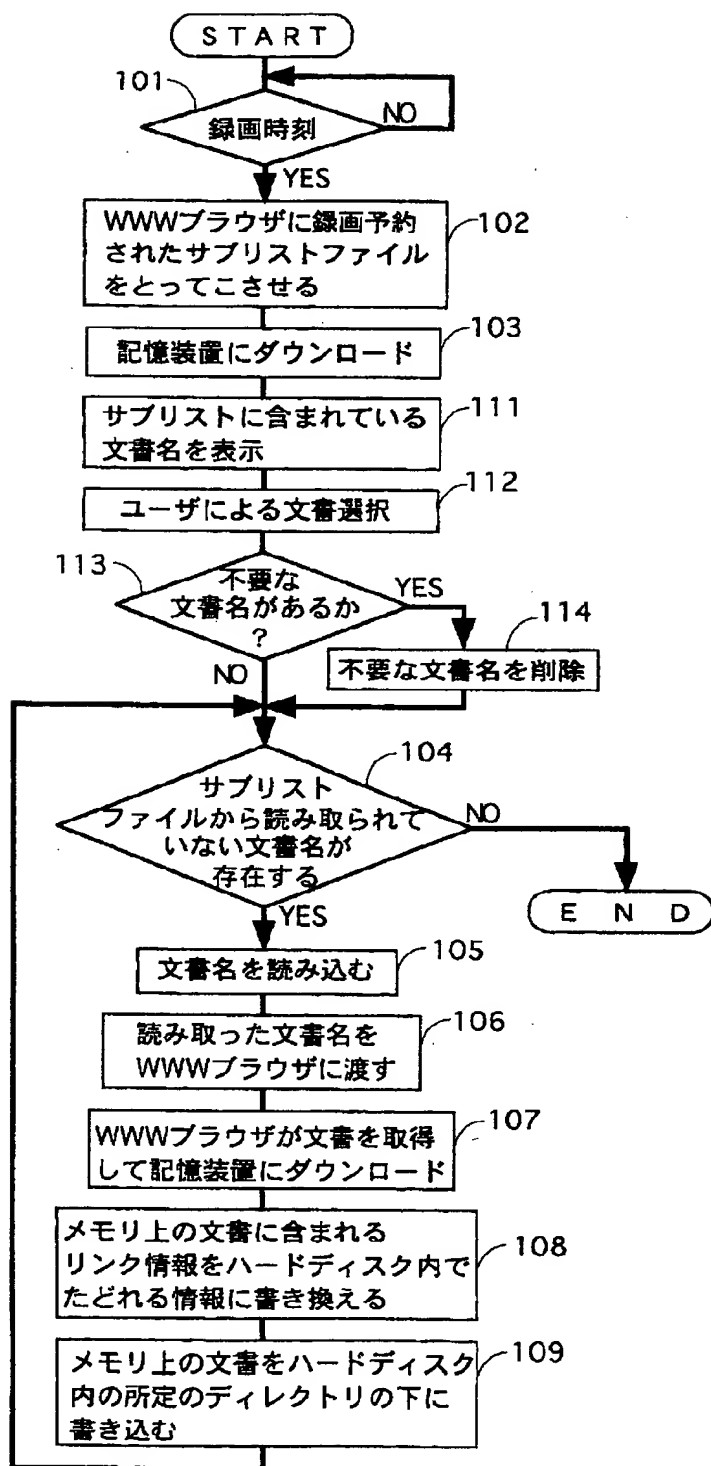 START
101
録画時刻
NO
YES
WWWブラウザに録画予約
されたサブリストファイル
をとってこさせる
102
記憶装置にダウンロード
103
サブリストに含まれている
文書名を表示
111
ユーザによる文書選択
112
113
不要な
文書名があるか
?
YES
NO
114
不要な文書名を削除
104
サブリスト
ファイルから読み取られて
いない文書名が
存在する
NO
YES
END
文書名を読み込む
105
読み取った文書名を
WWWブラウザに渡す
106
WWWブラウザが文書を取得
して記憶装置にダウンロード
107
メモリ上の文書に含まれる
リンク情報をハードディスク内で
たどれる情報に書き換える
108
メモリ上の文書をハードディスク
内の所定のディレクトリの下に
書き込む
109